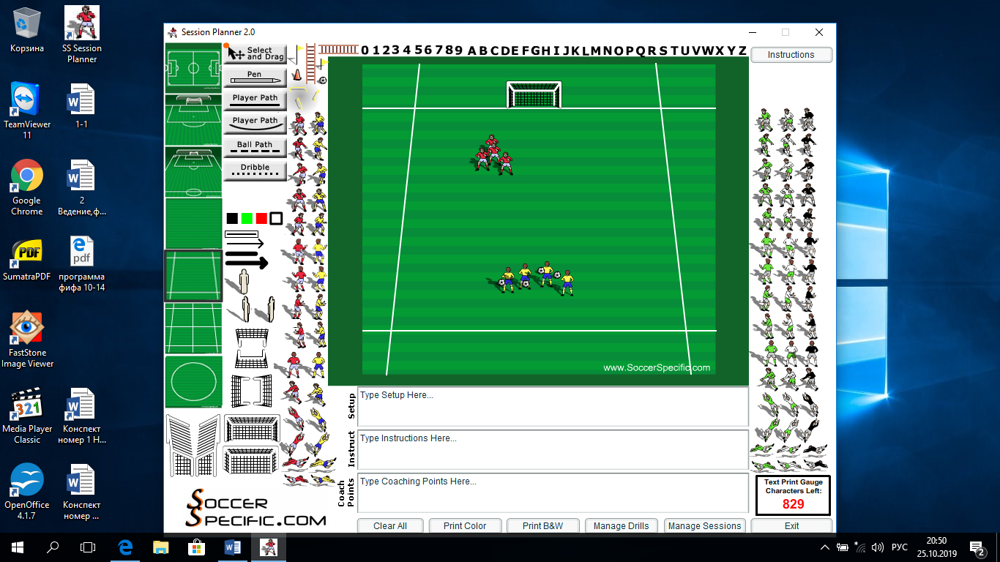 Корзина
SS Session
Planner
TeamViewer
11
1-1
Google
Chrome
2
Ведение,ф...
PDF
SumatraPDF
pdf
программа
фифа 10-14
FastStone
Image Viewer
321
Media Player
Classic
Конспект
номер 1 Н...
OpenOffice
4.1.7
Конспект
номер ...
Session Planner 2.0
Select
and Drag
Pen
Player Path
Player Path
Ball Path
Dribble
0 1 2 3 4 5 6 7 8 9 A B C D E F G H I J K L M N O P Q R S T U V W X Y Z
Instructions
www.SoccerSpecific.com
Setup
Type Setup Here...
Instruct
Type Instructions Here...
Coach
Points
Type Coaching Points Here...
Text Print Gauge
Characters Left:
829
SOCCER
SPECIFIC.COM
Clear All
Print Color
Print B&W
Manage Drills
Manage Sessions
Exit
РУС
20:50
25.10.2019
2